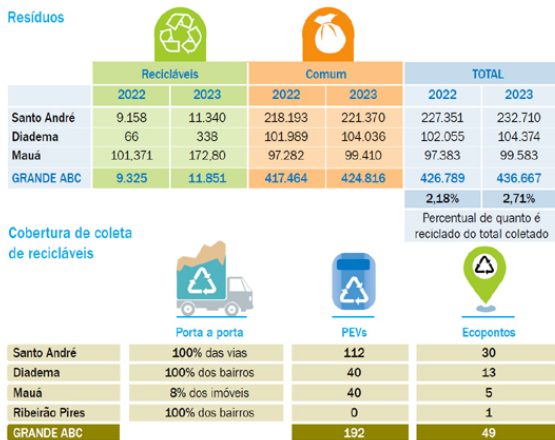 Resíduos
Recicláveis Comum TOTAL
2022 2023 2022 2023 2022 2023
Santo André 9.158 11.340 218.193 221.370 227.351 232.710
Diadema 66 338 101.989 104.036 102.055 104.374
Mauá 101,371 172,80 97.282 99.410 97.383 99.583
GRANDE ABC 9.325 11.851 417.464 424.816 426.789 436.667
2,18% 2,71%
Percentual de quanto é
reciclado do total coletado
Cobertura de coleta
de recicláveis
Porta a porta PEVs Ecopontos
Santo André 100% das vias 112 30
Diadema 100% dos bairros 40 13
Mauá 8% dos imóveis 40 5
Ribeirão Pires 100% dos bairros 0 1
GRANDE ABC 192 49